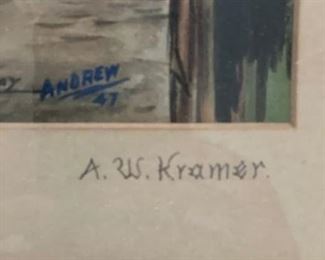 ANDREW
47
A. W. Kramer.